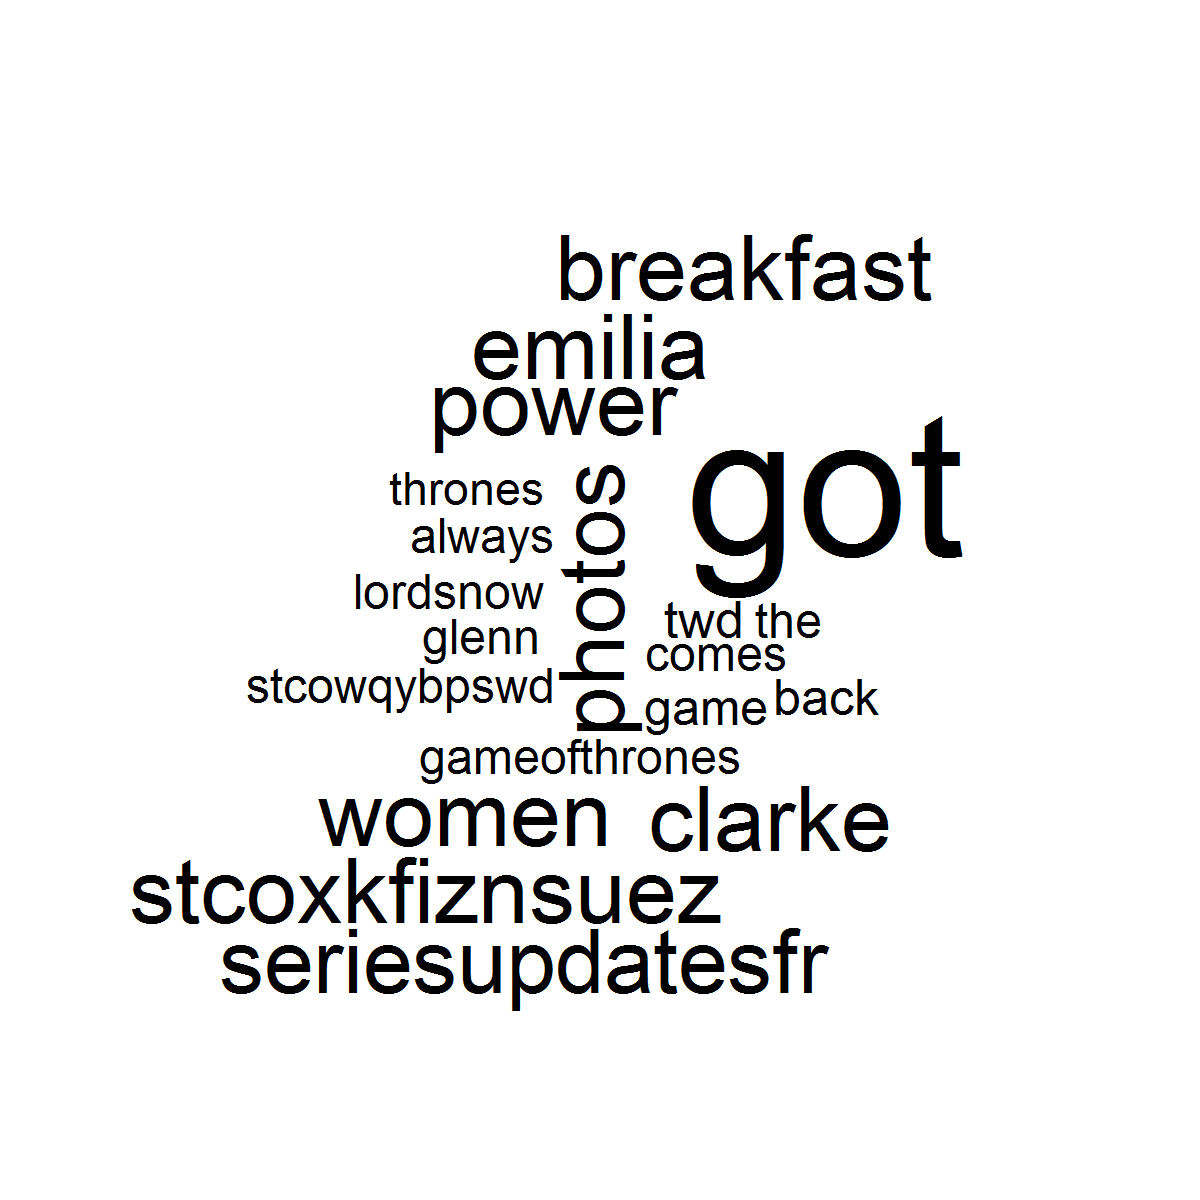 breakfast
emilia
power
got
thrones
photos
always
lordsnow
twd the
glenn
comes
stcowqybpswd
game back
gameofthrones
women clarke
stcoxkfiznsuez
seriesupdatesfr